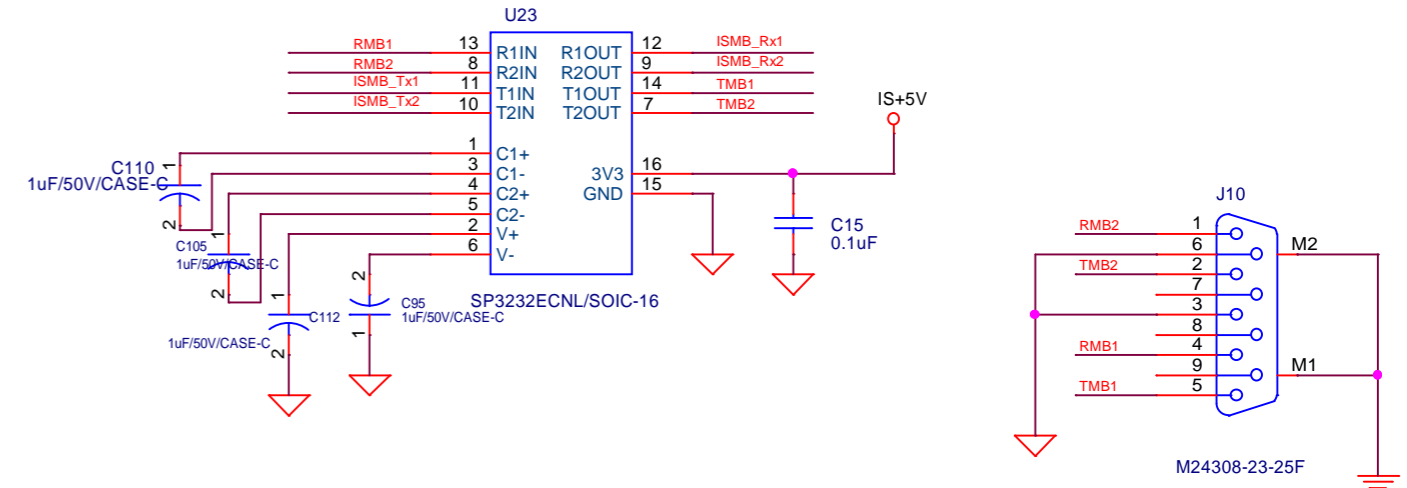 U23
RMB1 13 R1IN R1OUT 12 ISMB_Rx1
RMB2 8 R2IN R2OUT 9 ISMB_Rx2
ISMB_Tx1 11 T1IN T1OUT 14 TMB1
ISMB_Tx2 10 T2IN T2OUT 7 TMB2
IS+5V
1 C1+
3 C1-
4 C2+
5 C2-
2 V+
6 V-
3V3 16
GND 15
C110 1
1uF/50V/CASE-C
2
C105 1
1uF/50V/CASE-C
2
1 C112
1uF/50V/CASE-C
2
2 C95
1uF/50V/CASE-C
1
SP3232ECNL/SOIC-16
C15
0.1uF
J10
RMB2 1
6 M2
TMB2 2
7
3
8
RMB1 4
9 M1
TMB1 5
M24308-23-25F